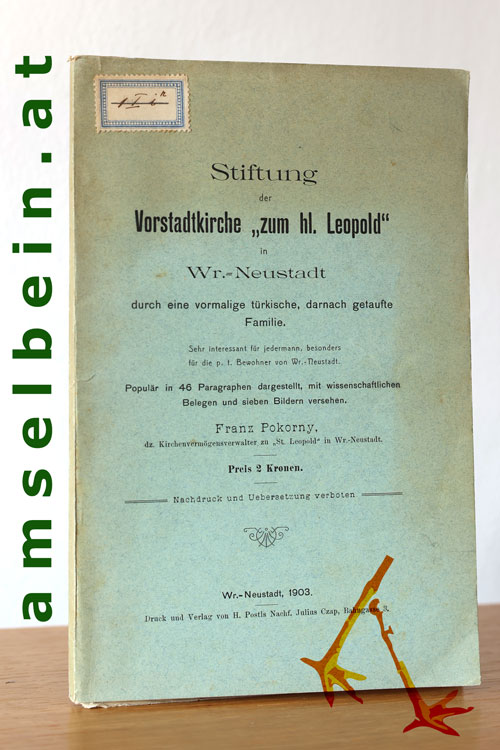 amselbein.at
Stiftung
der
Vorstadtkirche „zum hl. Leopold“
in
Wr.-Neustadt
durch eine vormalige türkische, darnach getaufte
Familie.
Sehr interessant für jedermann, besonders
für die p. t. Bewohner von Wr.-Neustadt.
Populär in 46 Paragraphen dargestellt, mit wissenschaftlichen
Belegen und sieben Bildern versehen.
Franz Pokorny,
dz. Kirchenvermögensverwalter zu „St. Leopold“ in Wr.-Neustadt.
Preis 2 Kronen.
Nachdruck und Uebersetzung verboten
Wr.-Neustadt, 1903.
Druck und Verlag von H. Postls Nachf. Julius Czap, Bahngasse 3.